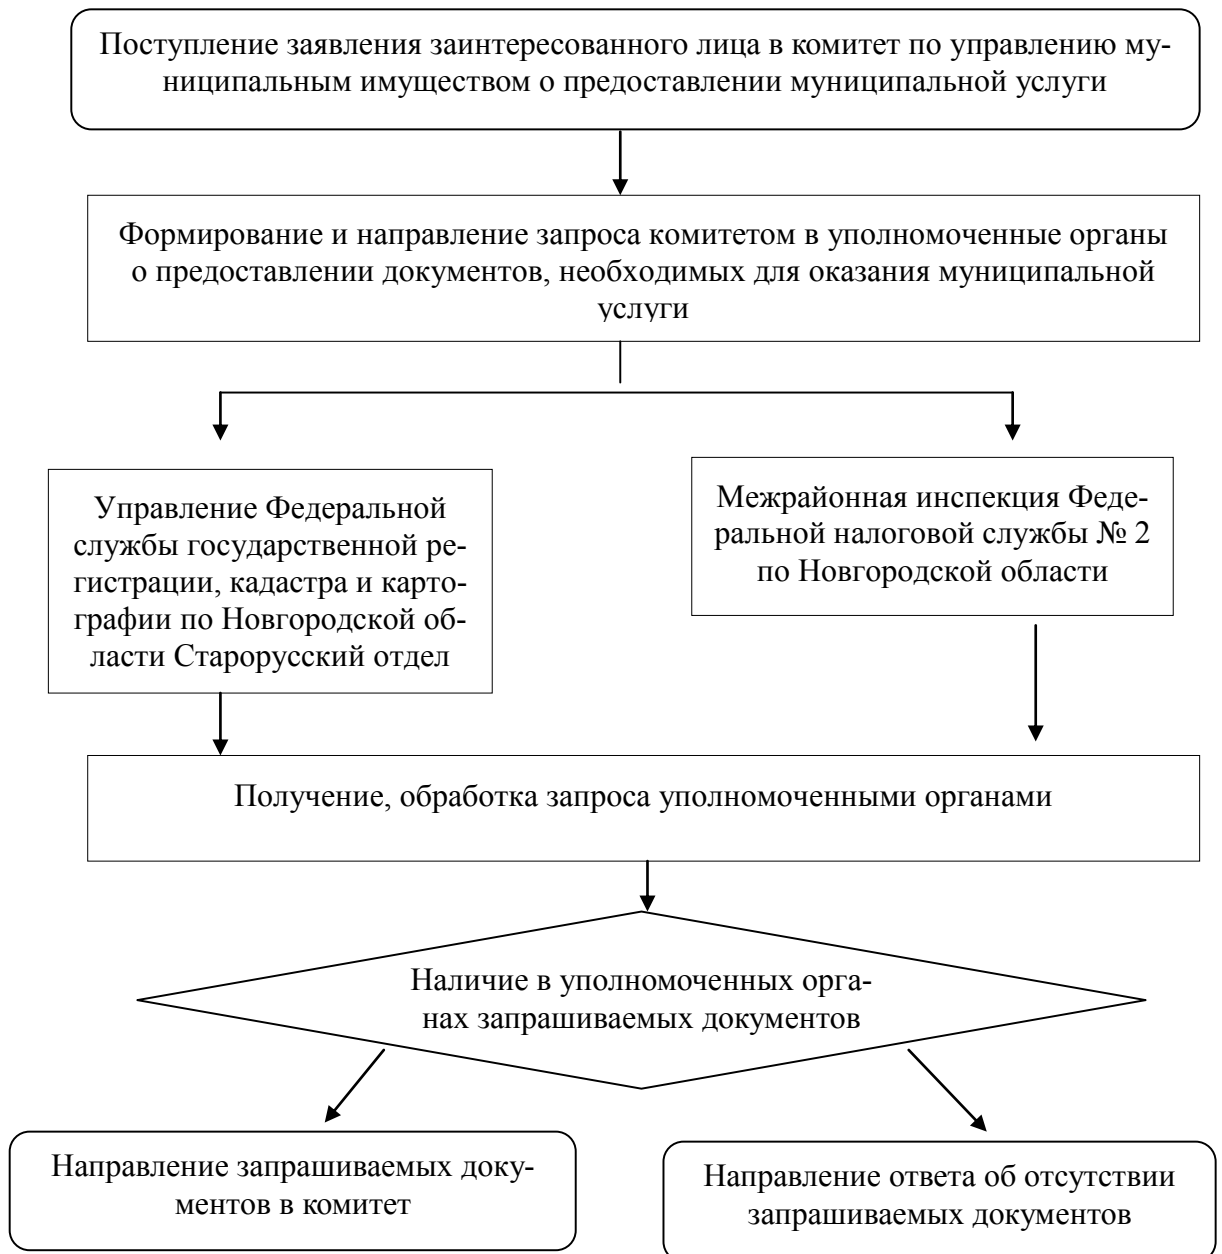 Поступление заявления заинтересованного лица в комитет по управлению му-
ниципальным имуществом о предоставлении муниципальной услуги
Формирование и направление запроса комитетом в уполномоченные органы
о предоставлении документов, необходимых для оказания муниципальной
услуги
Управление Федеральной
службы государственной ре-
гистрации, кадастра и карто-
графии по Новгородской об-
ласти Старорусский отдел
Межрайонная инспекция Феде-
ральной налоговой службы № 2
по Новгородской области
Получение, обработка запроса уполномоченными органами
Наличие в уполномоченных орга-
нах запрашиваемых документов
Направление запрашиваемых доку-
ментов в комитет
Направление ответа об отсутствии
запрашиваемых документов